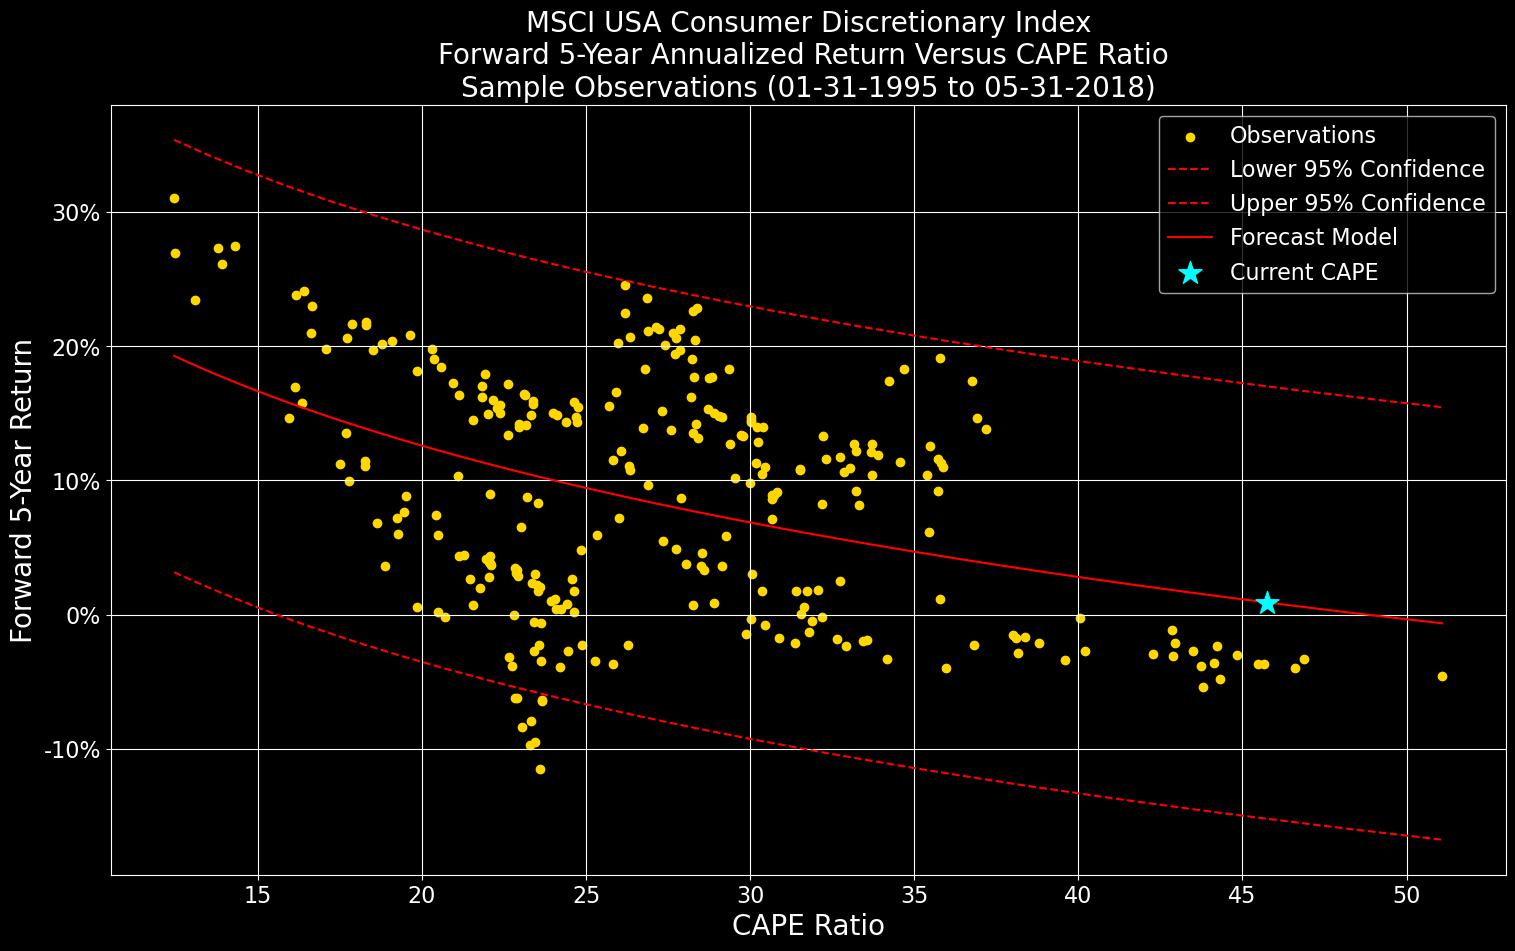 MSCI USA Consumer Discretionary Index
Forward 5-Year Annualized Return Versus CAPE Ratio
Sample Observations (01-31-1995 to 05-31-2018)
Observations
Lower 95% Confidence
Upper 95% Confidence
Forecast Model
Current CAPE
Forward 5-Year Return
30%
20%
10%
0%
-10%
15 20 25 30 35 40 45 50
CAPE Ratio